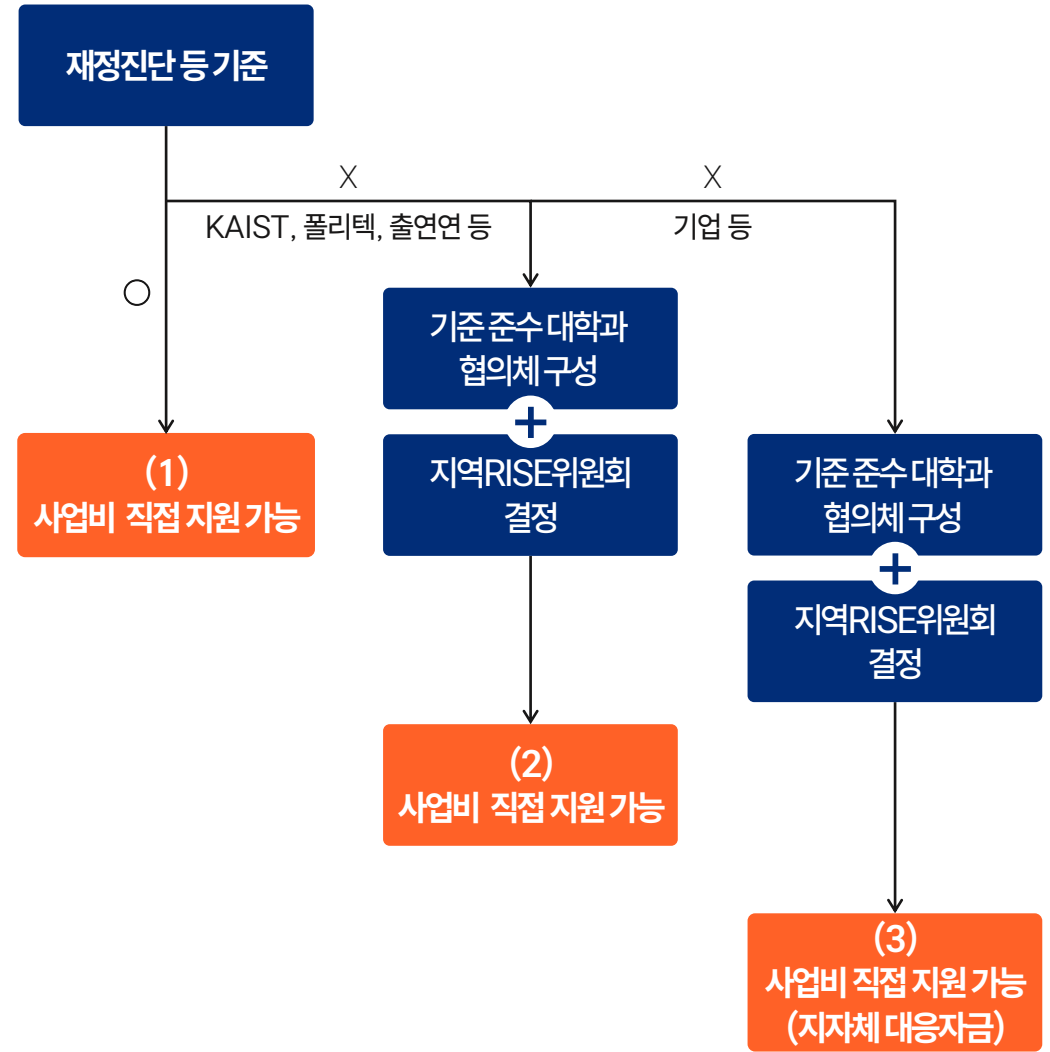 재정진단 등 기준
X
X
KAIST, 폴리텍, 출연연 등
기업 등
○
기준 준수 대학과
협의체 구성
+
지역RISE위원회
결정
(1)
사업비 직접 지원 가능
기준 준수 대학과
협의체 구성
+
지역RISE위원회
결정
(2)
사업비 직접 지원 가능
(3)
사업비 직접 지원 가능
(지자체 대응자금)